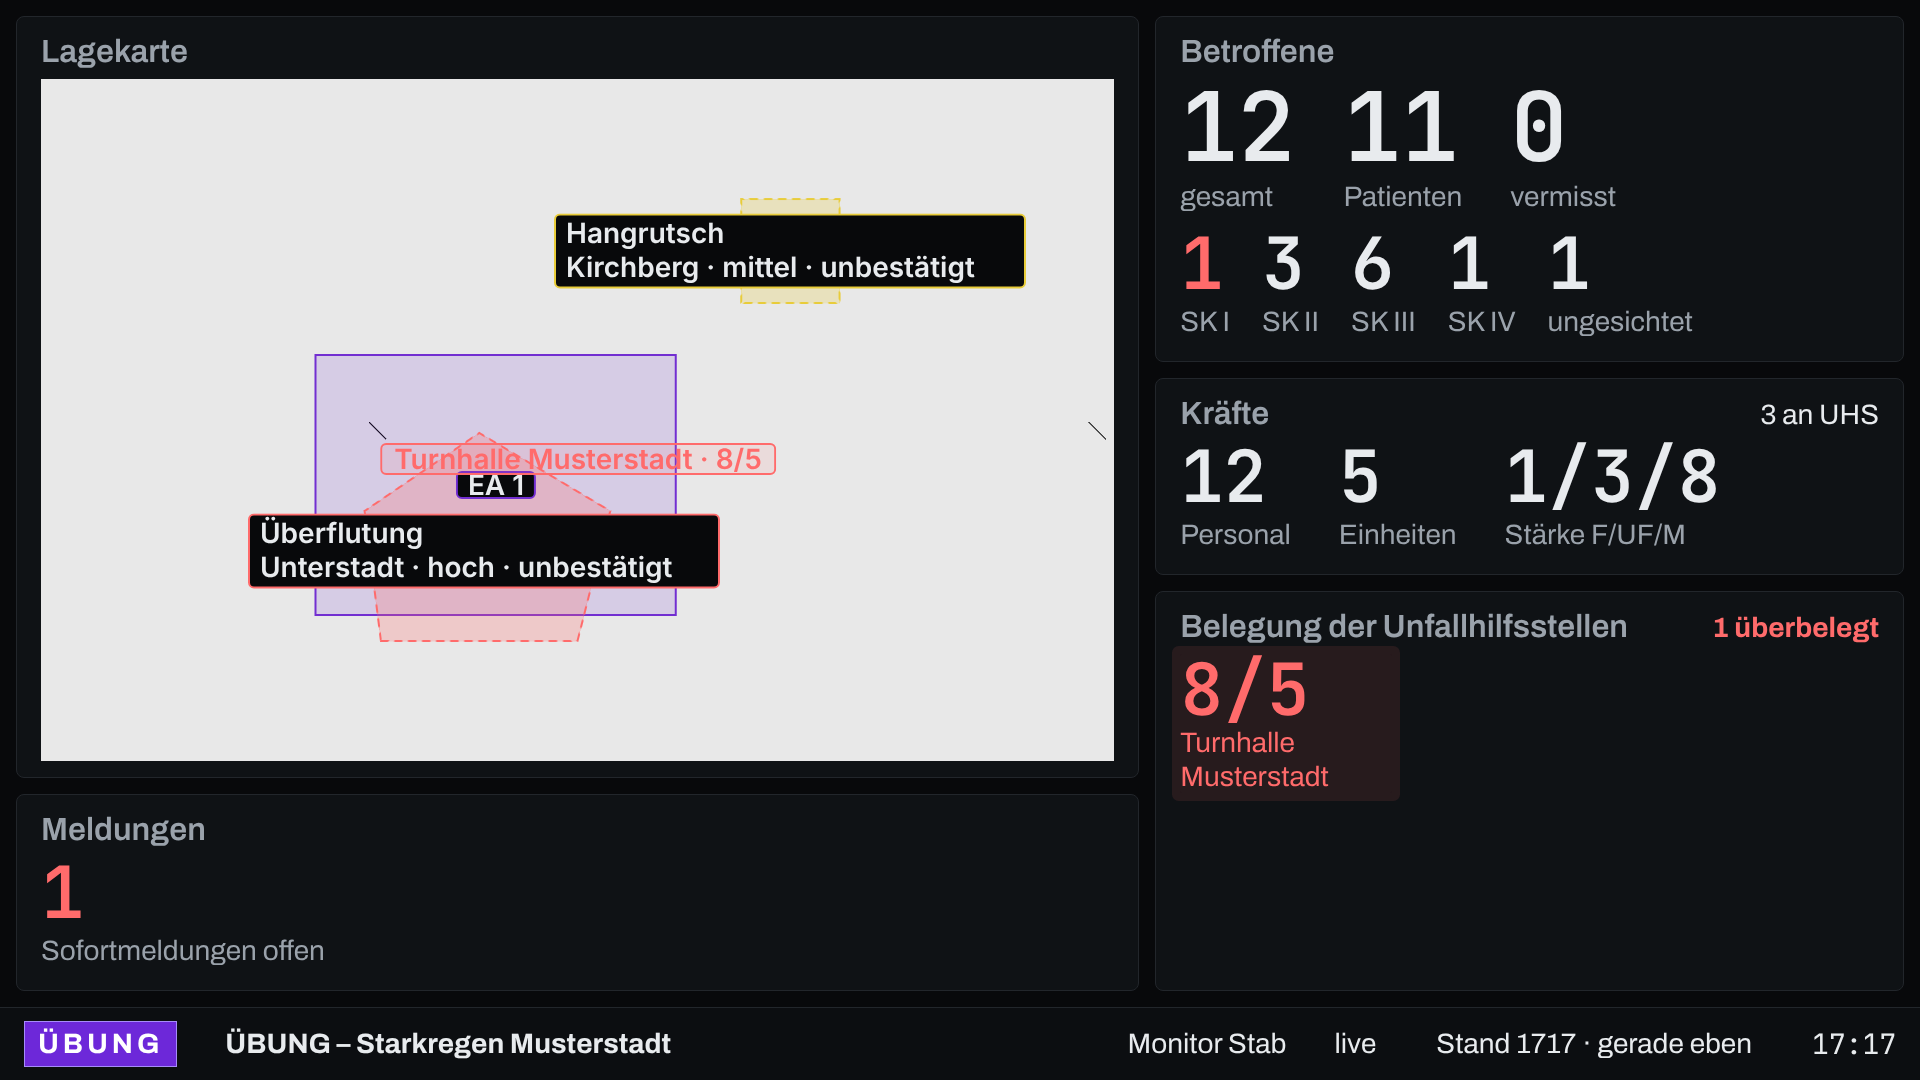 Lagekarte
Hangrutsch
Kirchberg · mittel · unbestätigt
Turnhalle Musterstadt · 8/5
EA 1
Überflutung
Unterstadt · hoch · unbestätigt
Meldungen
1
Sofortmeldungen offen
Betroffene
12 11 0
gesamt Patienten vermisst
1 3 6 1 1
SK I SK II SK III SK IV ungesichtet
Kräfte 3 an UHS
12 5 1/3/8
Personal Einheiten Stärke F/UF/M
Belegung der Unfallhilfsstellen 1 überbelegt
8/5
Turnhalle
Musterstadt
ÜBUNG ÜBUNG – Starkregen Musterstadt Monitor Stab live Stand 1717 · gerade eben 17:17